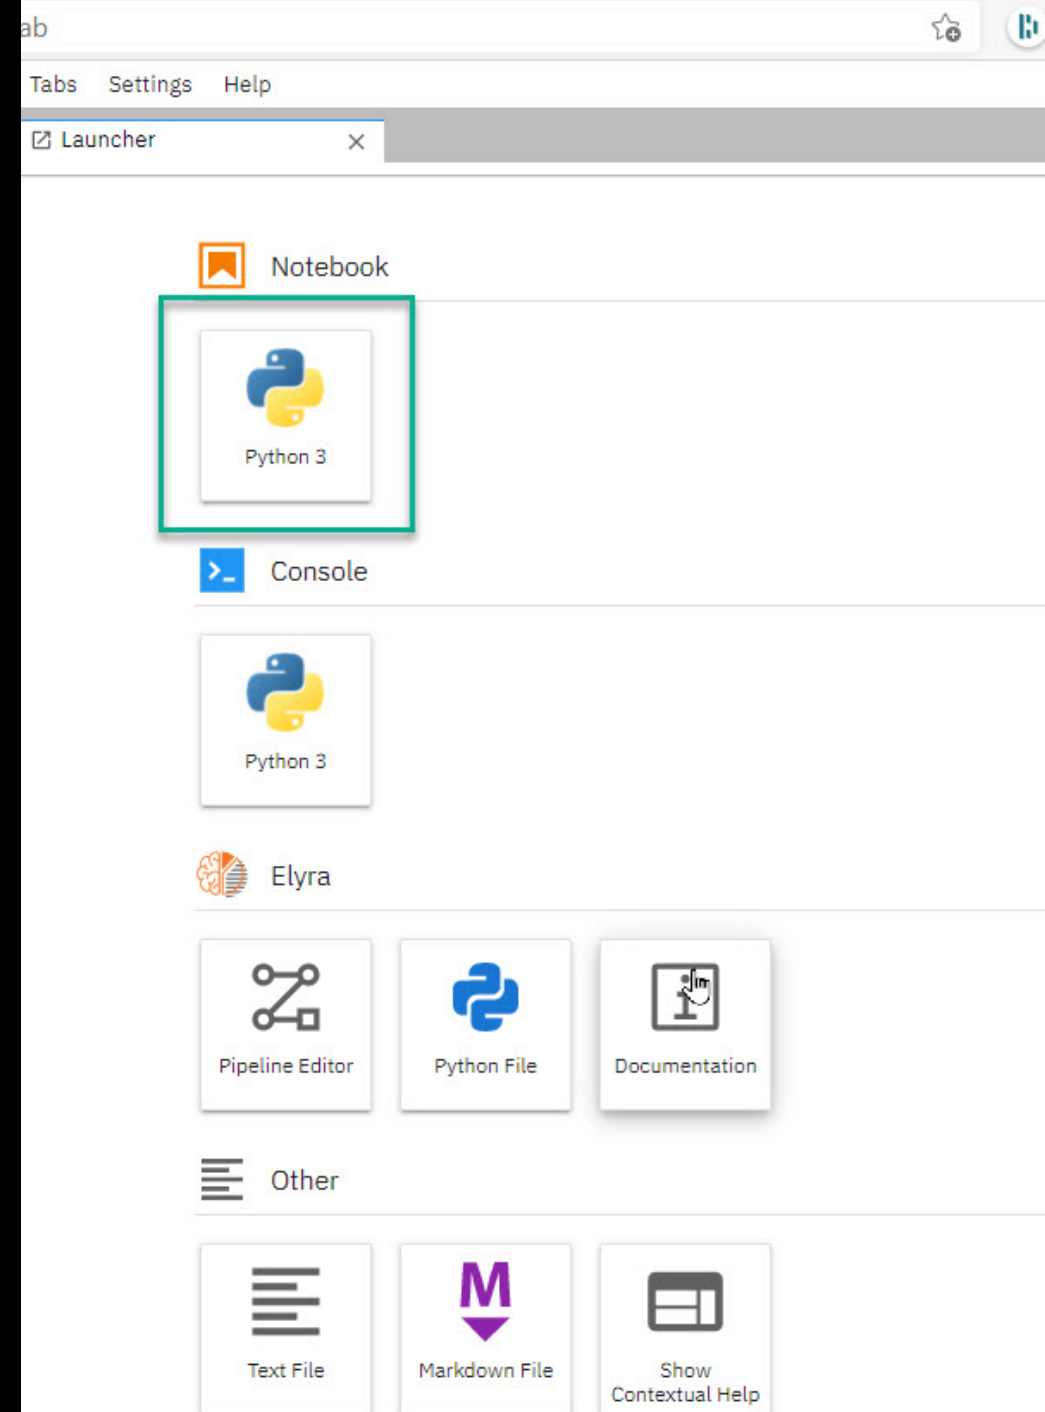 ab
Tabs Settings Help
Launcher
Notebook
Python 3
Console
Python 3
Elyra
Pipeline Editor Python File Documentation
Other
Text File Markdown File Show
Contextual Help